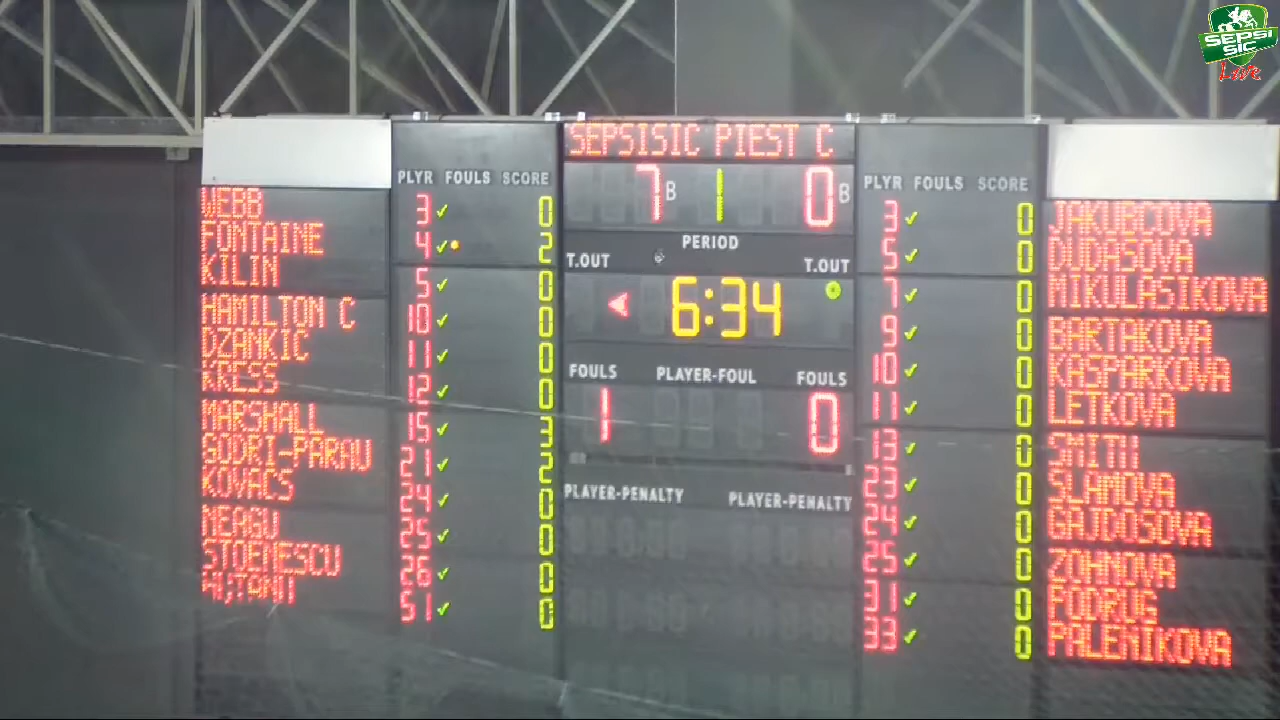 SEPSI
SIC
Live
SEPSISIC PIEST C
7 B 1 0 B
PERIOD
T.OUT T.OUT
6:34
FOULS PLAYER-FOUL FOULS
1 0
PLAYER-PENALTY PLAYER-PENALTY
PLYR FOULS SCORE
WEBB 3 0
FONTAINE 4 2
KILIN 5 0
HAMILTON C 10 0
DZANKIC 11 0
KRESS 12 0
MARSHALL 15 3
GODRI-PARAU 21 2
KOVACS 24 0
NEAGU 25 0
STOENESCU 26 0
51 0
PLYR FOULS SCORE
3 0 JAKUBCOVA
5 0 DUDASOVA
7 0 MIKULASIKOVA
9 0 BARTAKOVA
10 0 KASPARKOVA
11 0 LETKOVA
13 0 SMITH
23 0 SLAMOVA
24 0 GAJDOSOVA
25 0 ZOHNOVA
31 0 FODRUG
33 0 PALENIKOVA